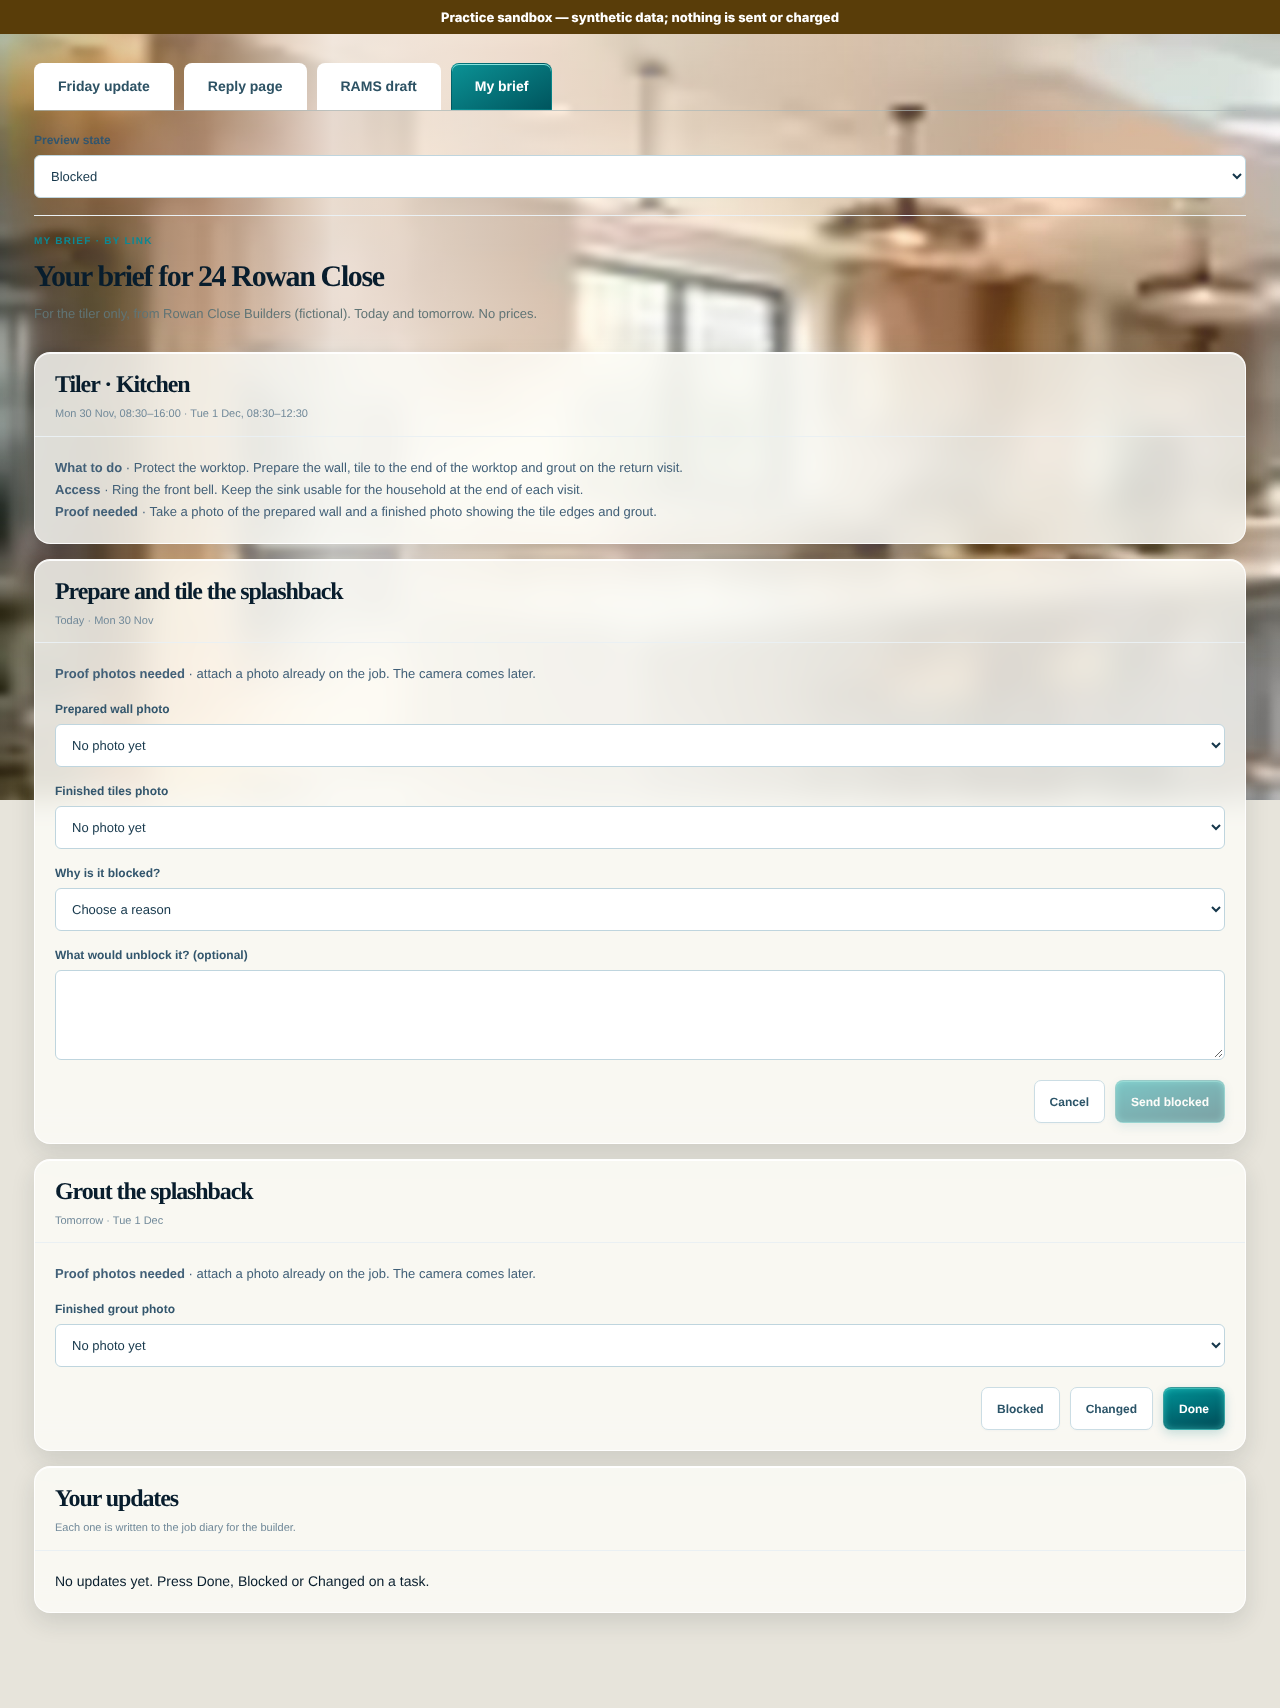 Practice sandbox — synthetic data; nothing is sent or charged
Friday update
Reply page
RAMS draft
My brief
Preview state
Blocked
MY BRIEF · BY LINK
Your brief for 24 Rowan Close
For the tiler only, from Rowan Close Builders (fictional). Today and tomorrow. No prices.
Tiler · Kitchen
Mon 30 Nov, 08:30–16:00 · Tue 1 Dec, 08:30–12:30
What to do · Protect the worktop. Prepare the wall, tile to the end of the worktop and grout on the return visit.
Access · Ring the front bell. Keep the sink usable for the household at the end of each visit.
Proof needed · Take a photo of the prepared wall and a finished photo showing the tile edges and grout.
Prepare and tile the splashback
Today · Mon 30 Nov
Proof photos needed · attach a photo already on the job. The camera comes later.
Prepared wall photo
No photo yet
Finished tiles photo
No photo yet
Why is it blocked?
Choose a reason
What would unblock it? (optional)
Cancel
Send blocked
Grout the splashback
Tomorrow · Tue 1 Dec
Proof photos needed · attach a photo already on the job. The camera comes later.
Finished grout photo
No photo yet
Blocked
Changed
Done
Your updates
Each one is written to the job diary for the builder.
No updates yet. Press Done, Blocked or Changed on a task.